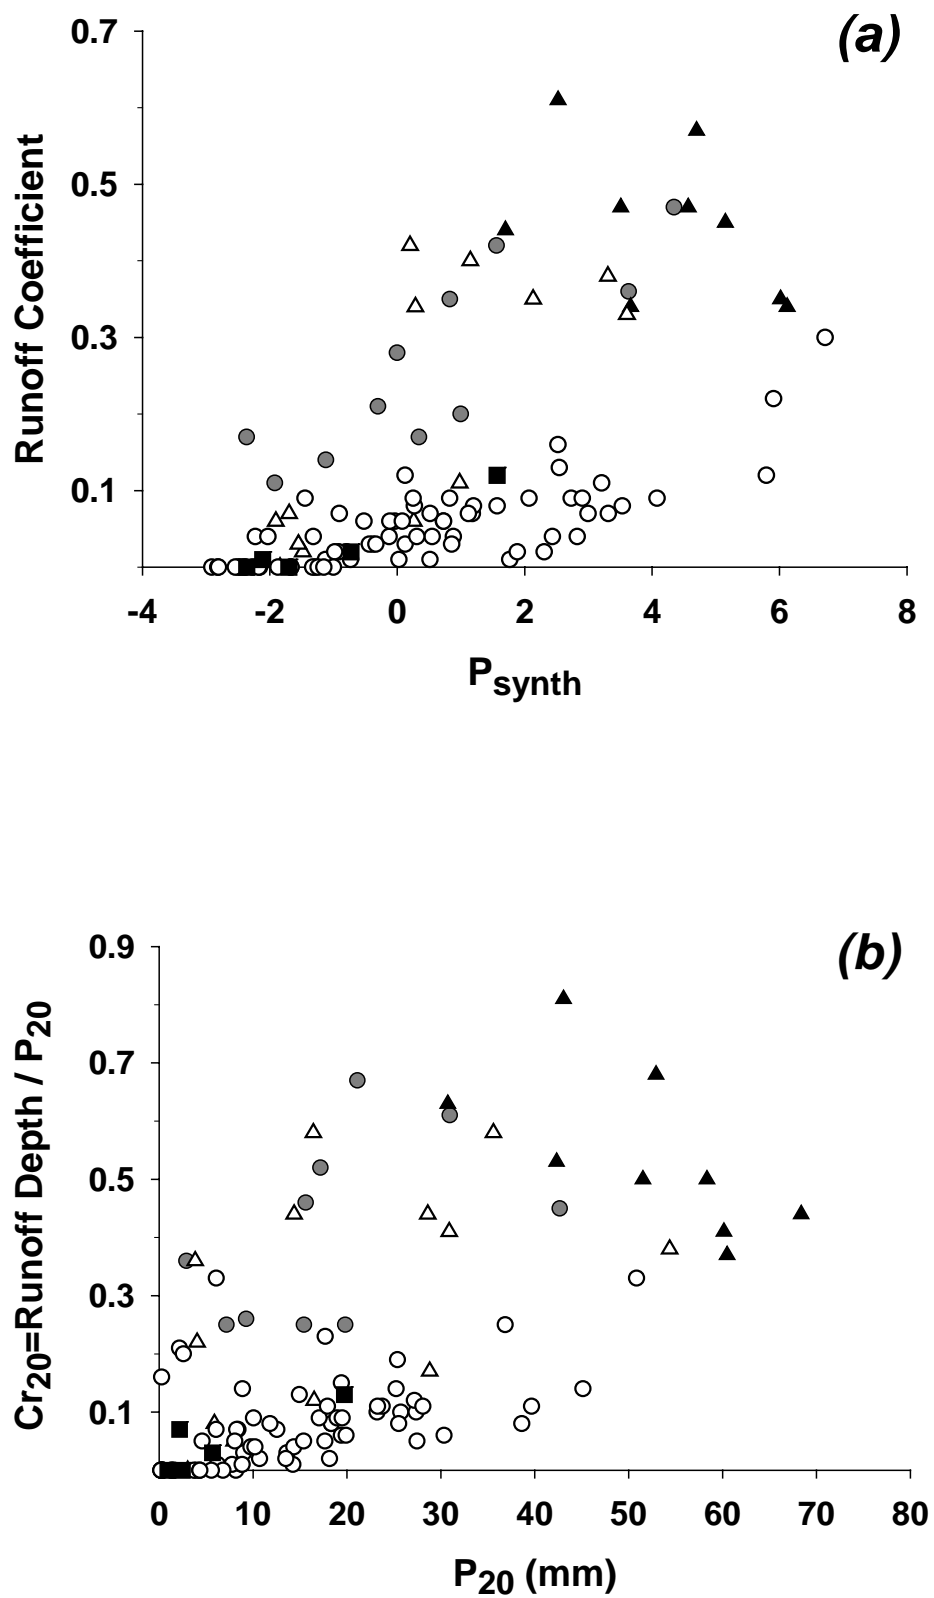 (a)
0.7
0.5
0.3
0.1
Runoff Coefficient
-4 -2 0 2 4 6 8
Psynth
(b)
0.9
0.7
0.5
0.3
0.1
Cr20=Runoff Depth / P20
0 10 20 30 40 50 60 70 80
P20 (mm)